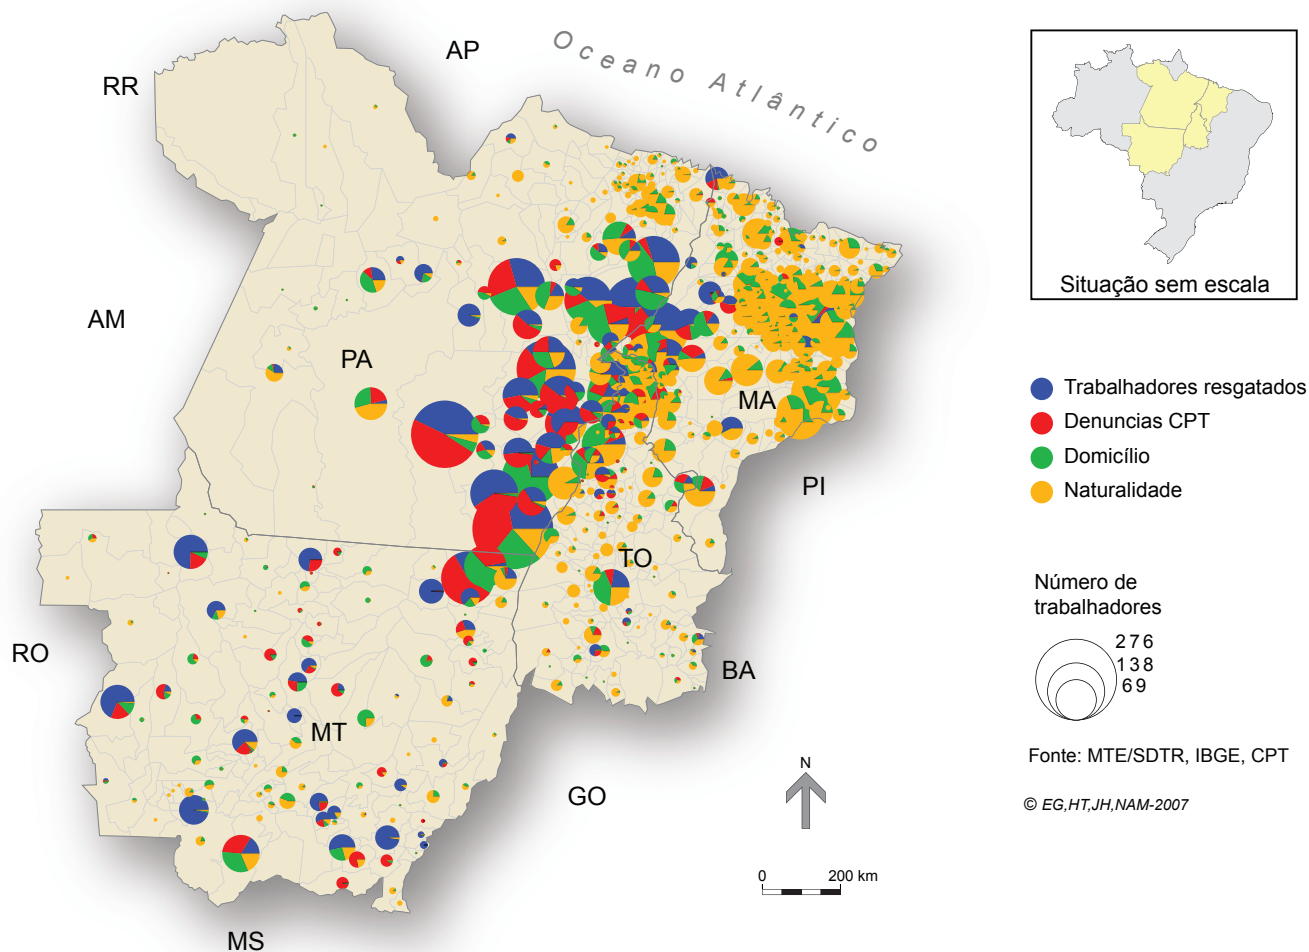 AP
Oceano Atlântico
RR
Situação sem escala
AM
PA
MA
Trabalhadores resgatados
Denuncias CPT
Domicílio
Naturalidade
PI
TO
Número de
trabalhadores
276
138
69
RO
BA
MT
N
Fonte: MTE/SDTR, IBGE, CPT
GO
© EG,HT,JH,NAM-2007
0 200 km
MS